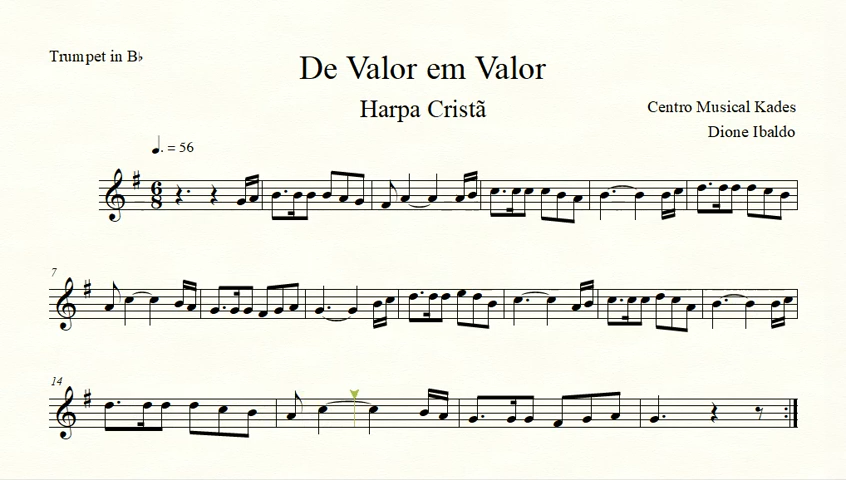 Trumpet in B♭
De Valor em Valor
Harpa Cristã
Centro Musical Kades
Dione Ibaldo
♩. = 56
6
8
7
14